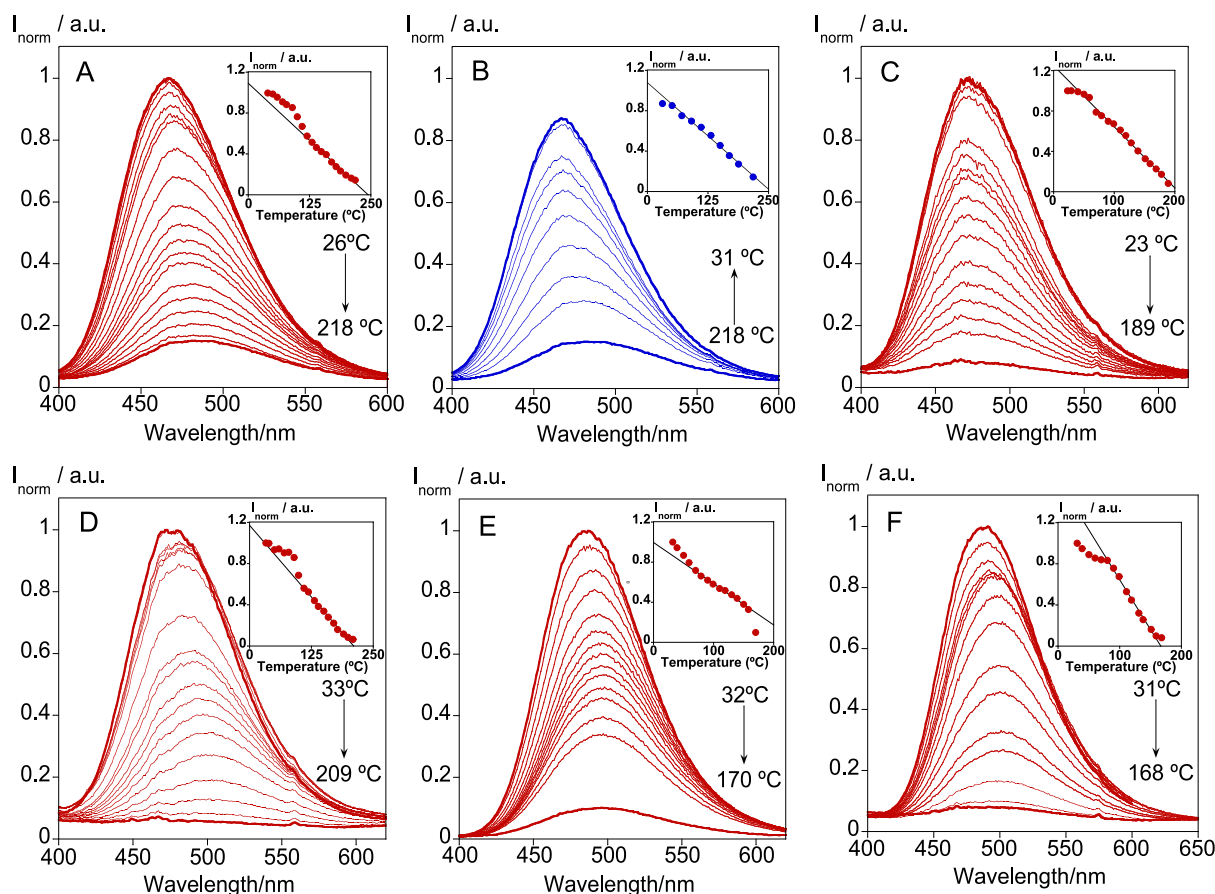 I norm / a.u.
A
1
0.8
0.6
0.4
0.2
0
400 450 500 550 600
Wavelength/nm
I norm / a.u.
1.2
0.8
0.4
0
0 125 250
Temperature (ºC)
26ºC
218 ºC
I norm / a.u.
B
1
0.8
0.6
0.4
0.2
0
400 450 500 550 600
Wavelength/nm
I norm / a.u.
1.2
0.8
0.4
0
0 125 250
Temperature (ºC)
31 ºC
218 ºC
I norm / a.u.
C
1
0.8
0.6
0.4
0.2
0
400 450 500 550 600
Wavelength/nm
I norm / a.u.
1.2
0.8
0.4
0
0 100 200
Temperature (ºC)
23 ºC
189 ºC
I norm / a.u.
D
1
0.8
0.6
0.4
0.2
0
400 450 500 550 600
Wavelength/nm
I norm / a.u.
1.2
0.8
0.4
0
0 125 250
Temperature (ºC)
33ºC
209 ºC
I norm / a.u.
E
1
0.8
0.6
0.4
0.2
0
400 450 500 550 600
Wavelength/nm
I norm / a.u.
1.2
0.8
0.4
0
0 100 200
Temperature (ºC)
32ºC
170 ºC
I norm / a.u.
F
1
0.8
0.6
0.4
0.2
0
400 450 500 550 600 650
Wavelength/nm
I norm / a.u.
1.2
0.8
0.4
0
0 100 200
Temperature (ºC)
31ºC
168 ºC